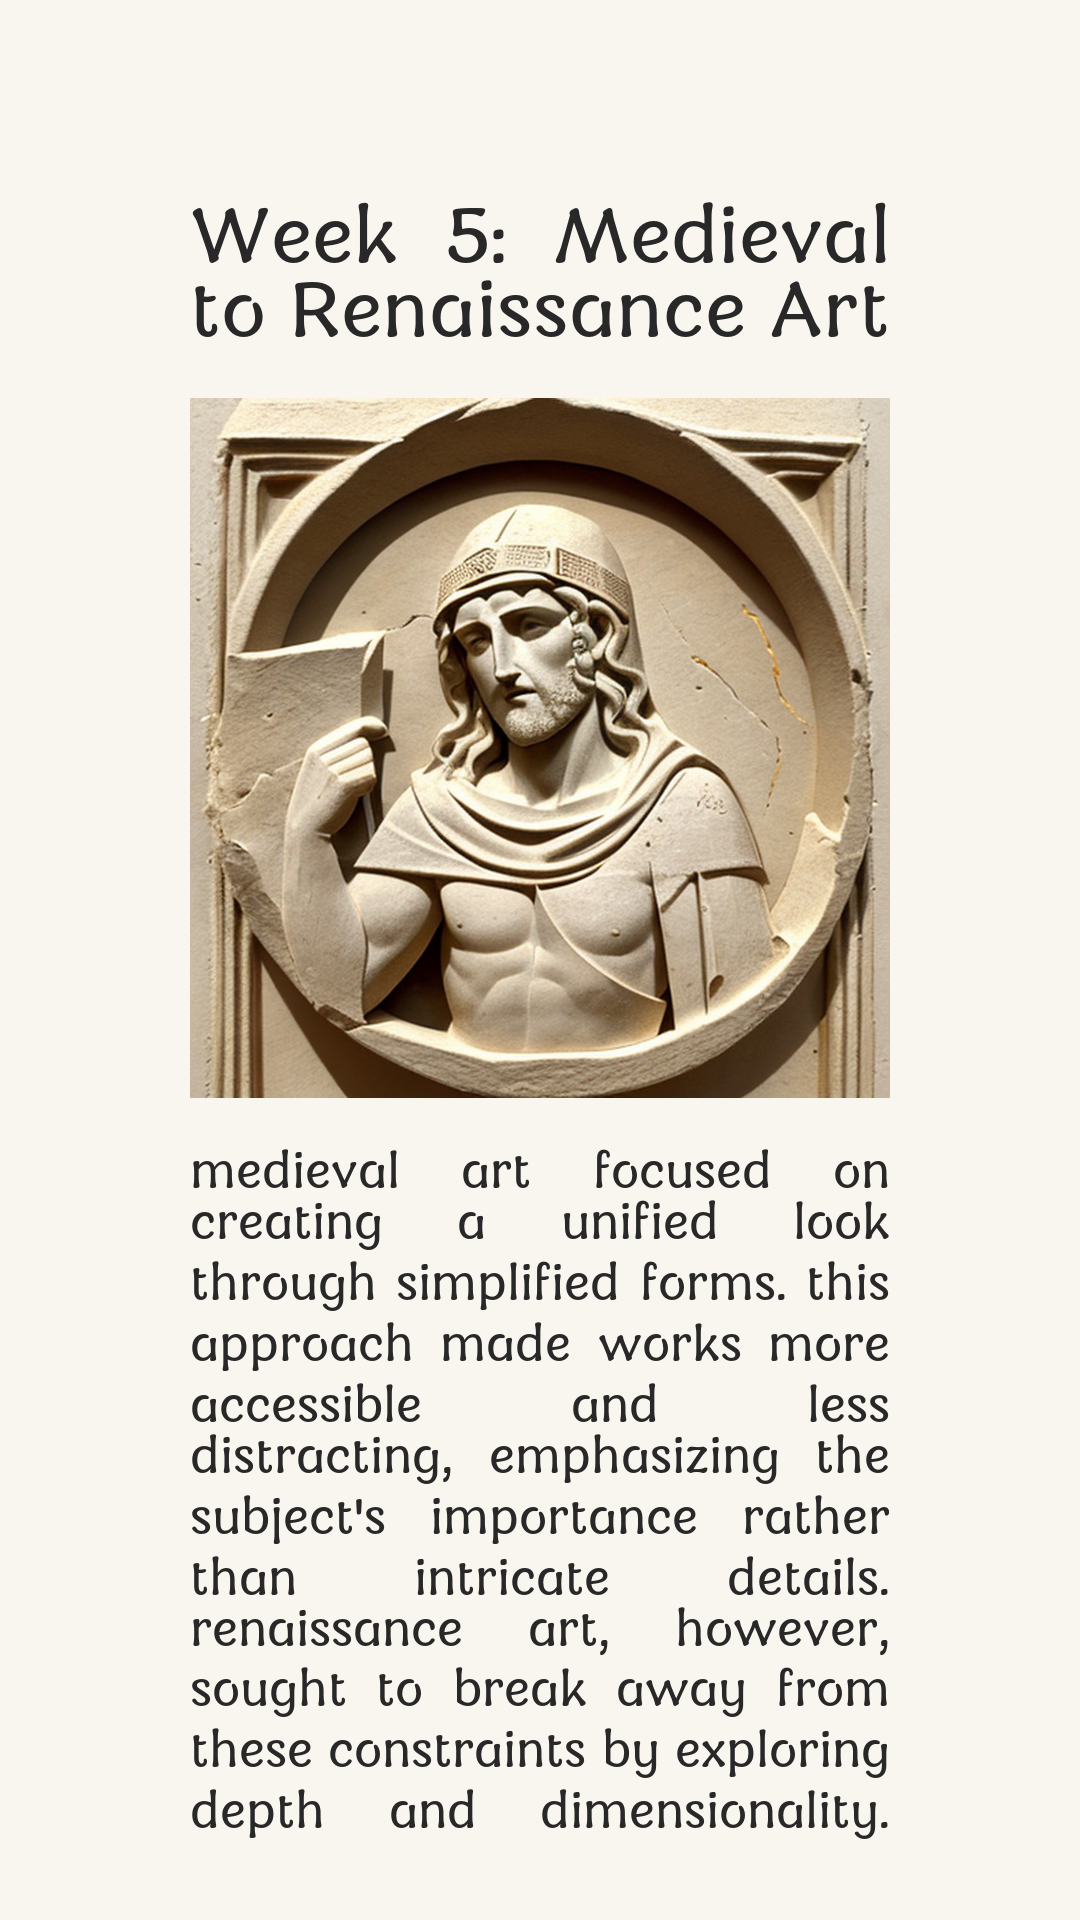 Week 5: Medieval
to Renaissance Art
medieval art focused on
creating a unified look
through simplified forms. this
approach made works more
accessible and less
distracting, emphasizing the
subject's importance rather
than intricate details.
renaissance art, however,
sought to break away from
these constraints by exploring
depth and dimensionality.